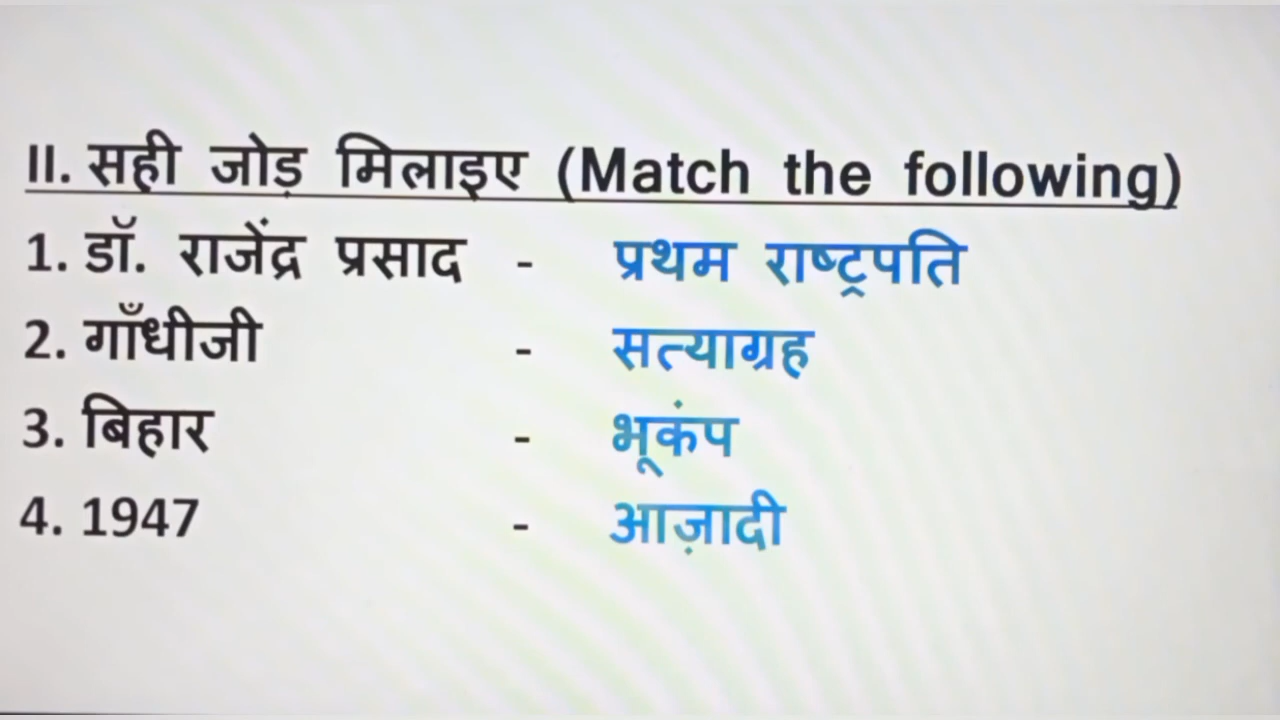 II. सही जोड़ मिलाइए (Match the following)
1. डॉ. राजेंद्र प्रसाद - प्रथम राष्ट्रपति
2. गाँधीजी - सत्याग्रह
3. बिहार - भूकंप
4. 1947 - आज़ादी